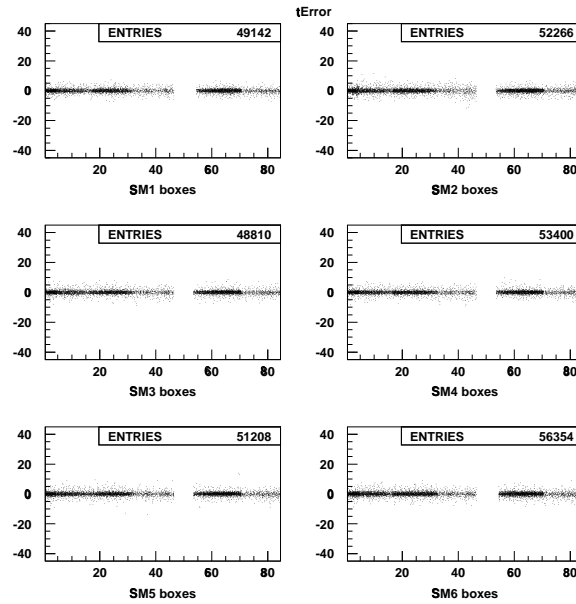 tError
ENTRIES 49142
40
20
0
-20
-40
20 40 60 80
SM1 boxes
ENTRIES 52266
40
20
0
-20
-40
20 40 60 80
SM2 boxes
ENTRIES 48810
40
20
0
-20
-40
20 40 60 80
SM3 boxes
ENTRIES 53400
40
20
0
-20
-40
20 40 60 80
SM4 boxes
ENTRIES 51208
40
20
0
-20
-40
20 40 60 80
SM5 boxes
ENTRIES 56354
40
20
0
-20
-40
20 40 60 80
SM6 boxes